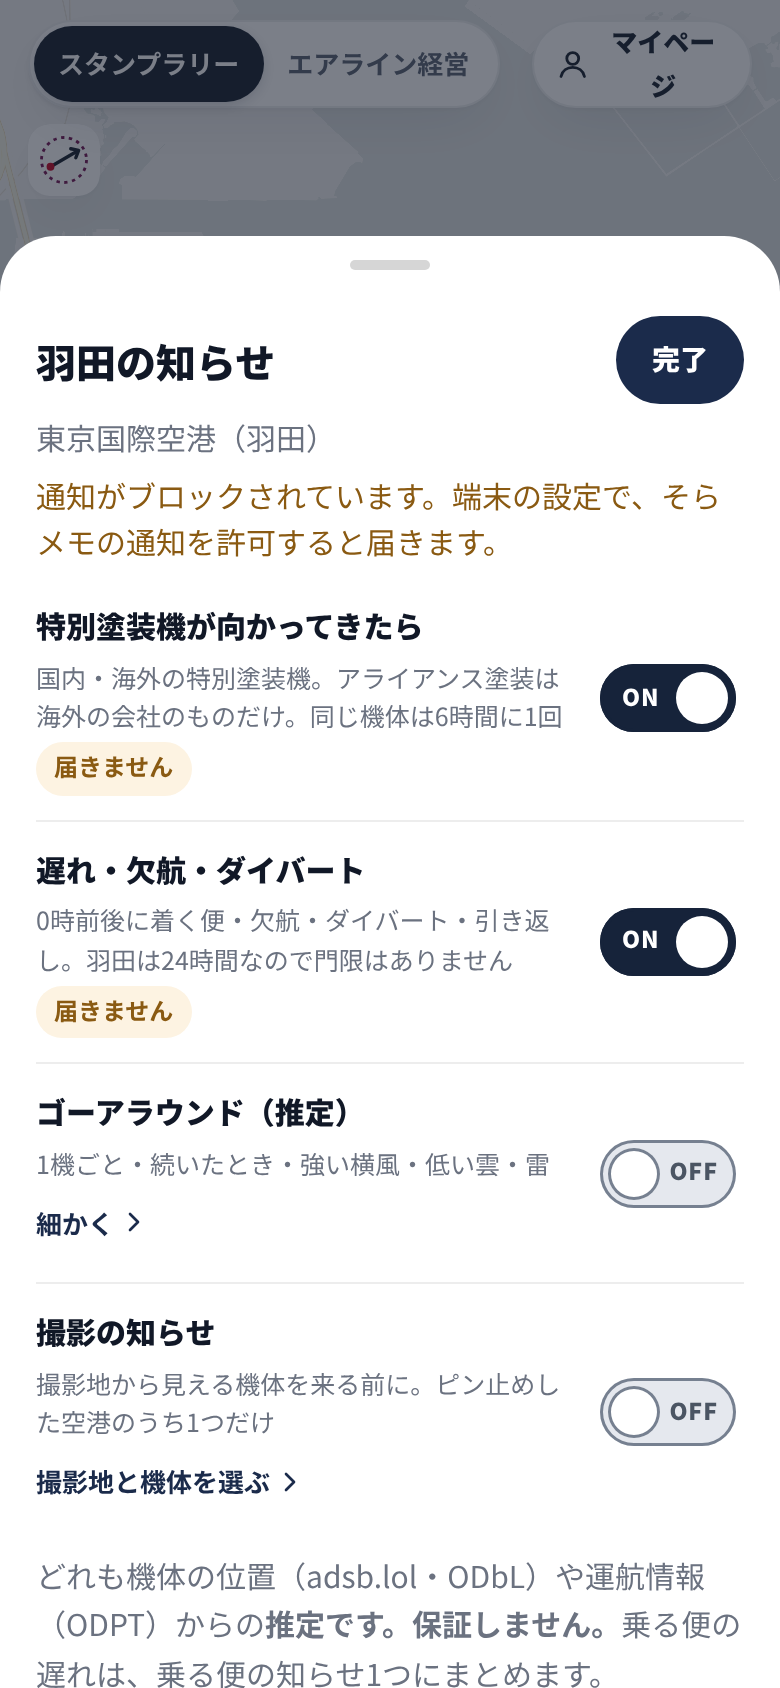 スタンプラリー
エアライン経営
マイペー
ジ
羽田の知らせ
完了
東京国際空港（羽田）
通知がブロックされています。端末の設定で、そら
メモの通知を許可すると届きます。
特別塗装機が向かってきたら
国内・海外の特別塗装機。アライアンス塗装は
海外の会社のものだけ。同じ機体は6時間に1回
ON
届きません
遅れ・欠航・ダイバート
0時前後に着く便・欠航・ダイバート・引き返
し。羽田は24時間なので門限はありません
ON
届きません
ゴーアラウンド（推定）
1機ごと・続いたとき・強い横風・低い雲・雷
OFF
細かく
撮影の知らせ
撮影地から見える機体を来る前に。ピン止めし
た空港のうち1つだけ
OFF
撮影地と機体を選ぶ
どれも機体の位置（adsb.lol・ODbL）や運航情報
（ODPT）からの推定です。保証しません。乗る便の
遅れは、乗る便の知らせ1つにまとめます。